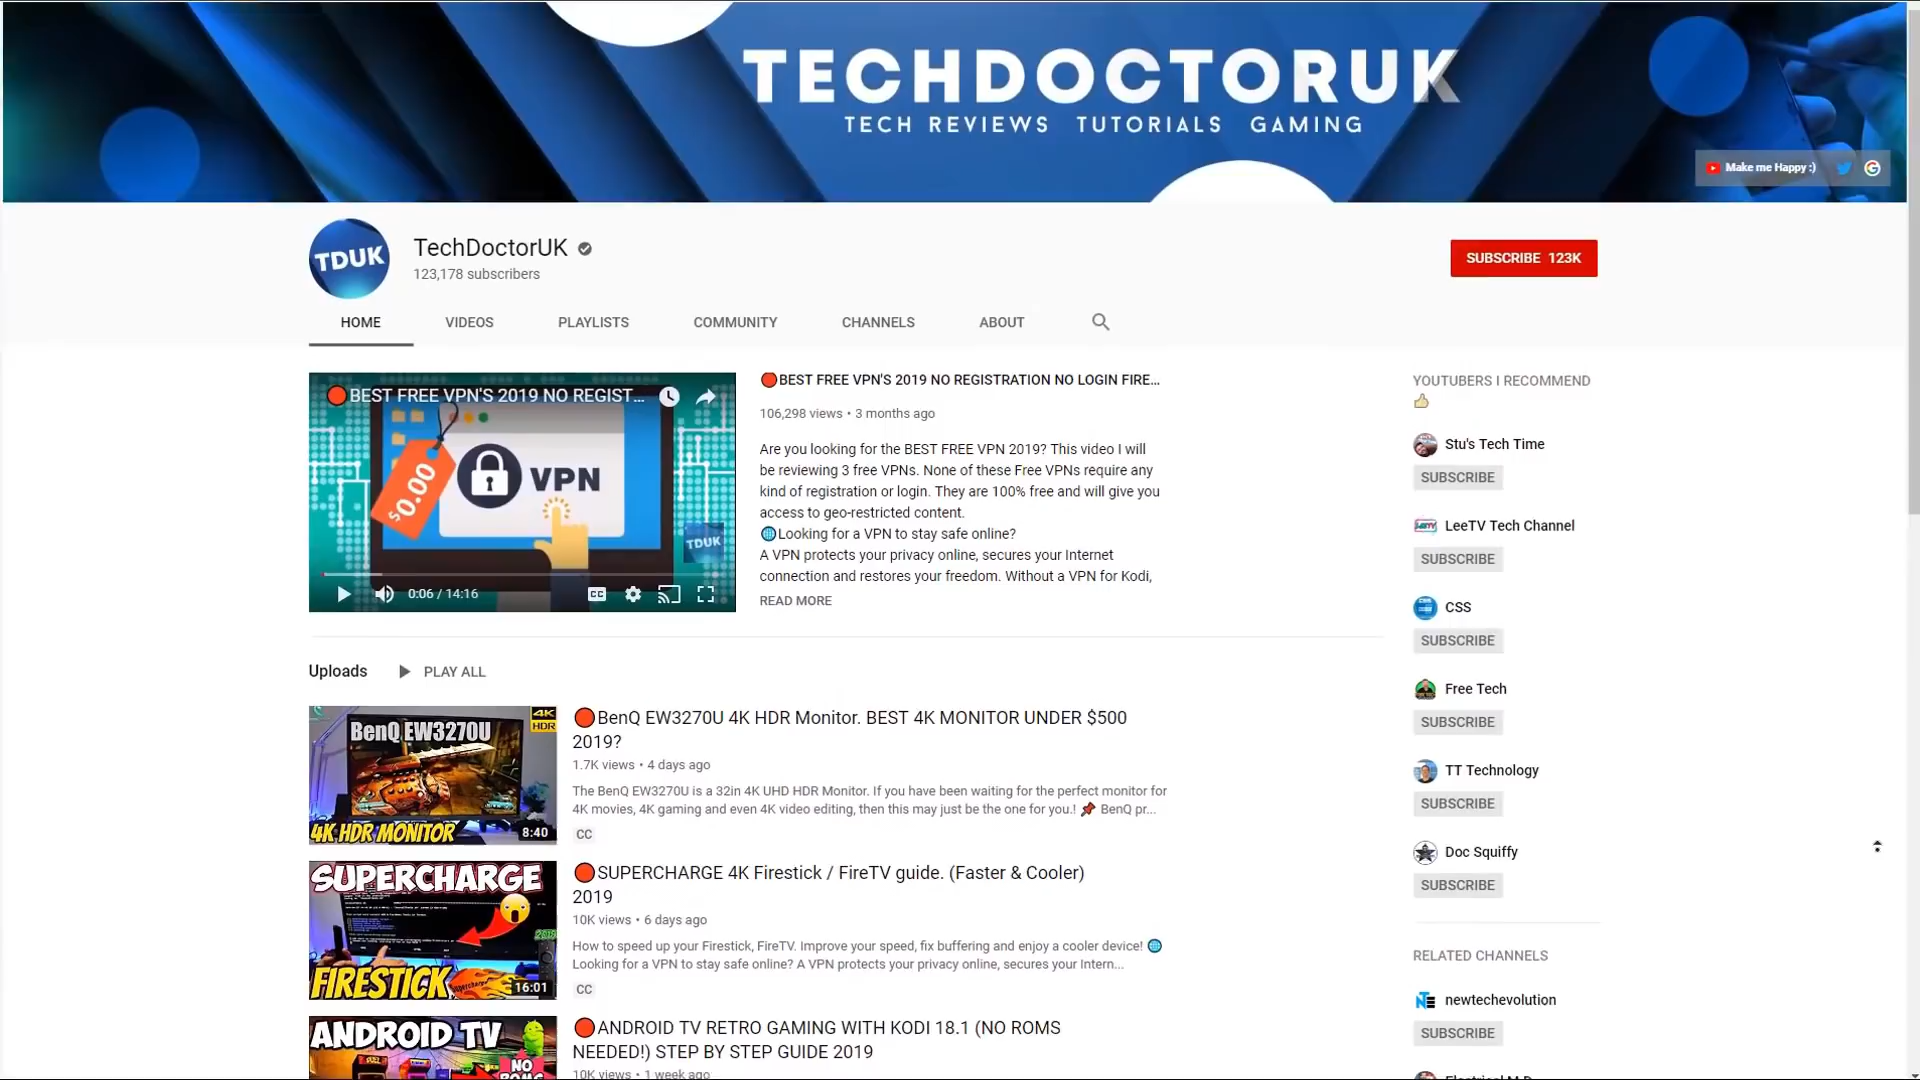 TECHDOCTORUK
TECH REVIEWS TUTORIALS GAMING
Make me Happy :)
TDUK
TechDoctorUK
123,178 subscribers
SUBSCRIBE 123K
HOME VIDEOS PLAYLISTS COMMUNITY CHANNELS ABOUT
🔴BEST FREE VPN'S 2019 NO REGIST...
$0.00
VPN
TDUK
0:06 / 14:16
CC
🔴BEST FREE VPN'S 2019 NO REGISTRATION NO LOGIN FIRE...
106,298 views • 3 months ago
Are you looking for the BEST FREE VPN 2019? This video I will
be reviewing 3 free VPNs. None of these Free VPNs require any
kind of registration or login. They are 100% free and will give you
access to geo-restricted content.
🌐Looking for a VPN to stay safe online?
A VPN protects your privacy online, secures your Internet
connection and restores your freedom. Without a VPN for Kodi,
READ MORE
Uploads PLAY ALL
BenQ EW3270U
4K
HDR
4K HDR MONITOR
8:40
🔴BenQ EW3270U 4K HDR Monitor. BEST 4K MONITOR UNDER $500
2019?
1.7K views • 4 days ago
The BenQ EW3270U is a 32in 4K UHD HDR Monitor. If you have been waiting for the perfect monitor for
4K movies, 4K gaming and even 4K video editing, then this may just be the one for you.! 📌 BenQ pr...
CC
SUPERCHARGE
FIRESTICK
16:01
🔴SUPERCHARGE 4K Firestick / FireTV guide. (Faster & Cooler)
2019
10K views • 6 days ago
How to speed up your Firestick, FireTV. Improve your speed, fix buffering and enjoy a cooler device! 🌐
Looking for a VPN to stay safe online? A VPN protects your privacy online, secures your Intern...
CC
ANDROID TV
NO
ROMS
🔴ANDROID TV RETRO GAMING WITH KODI 18.1 (NO ROMS
NEEDED!) STEP BY STEP GUIDE 2019
10K views • 1 week ago
YOUTUBERS I RECOMMEND
👍
Stu's Tech Time
SUBSCRIBE
LeeTV Tech Channel
SUBSCRIBE
CSS
SUBSCRIBE
Free Tech
SUBSCRIBE
TT Technology
SUBSCRIBE
Doc Squiffy
SUBSCRIBE
RELATED CHANNELS
newtechevolution
SUBSCRIBE